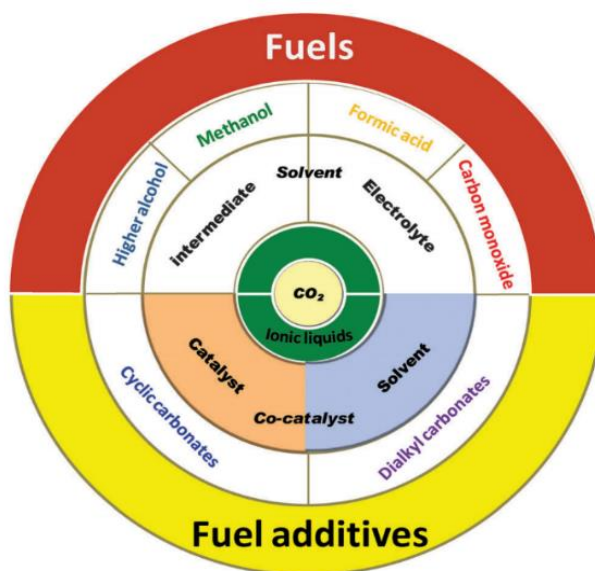 Fuels
Higher alcohol
Methanol
Formic acid
Carbon monoxide
intermediate
Solvent
Electrolyte
CO₂
Ionic liquids
Catalyst
Co-catalyst
Solvent
Cyclic carbonates
Dialkyl carbonates
Fuel additives